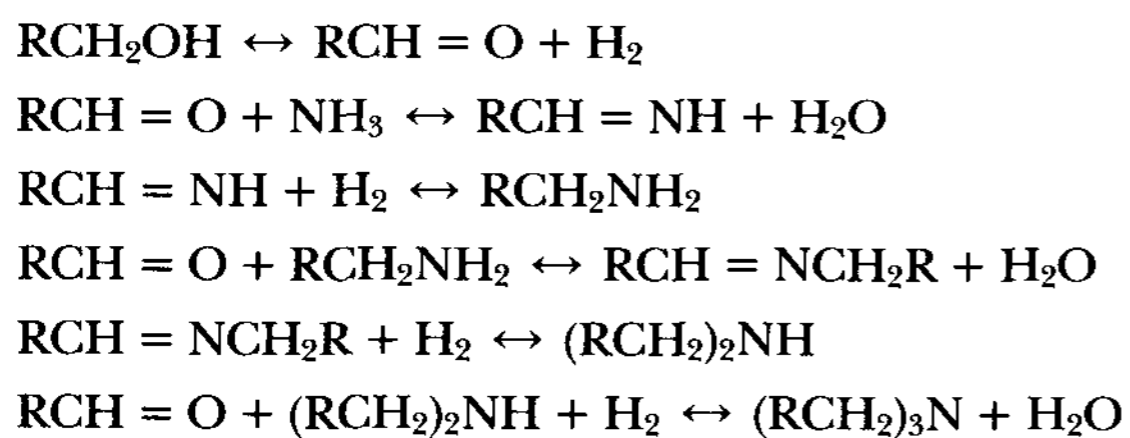 RCH₂OH ↔ RCH = O + H₂
RCH = O + NH₃ ↔ RCH = NH + H₂O
RCH = NH + H₂ ↔ RCH₂NH₂
RCH = O + RCH₂NH₂ ↔ RCH = NCH₂R + H₂O
RCH = NCH₂R + H₂ ↔ (RCH₂)₂NH
RCH = O + (RCH₂)₂NH + H₂ ↔ (RCH₂)₃N + H₂O